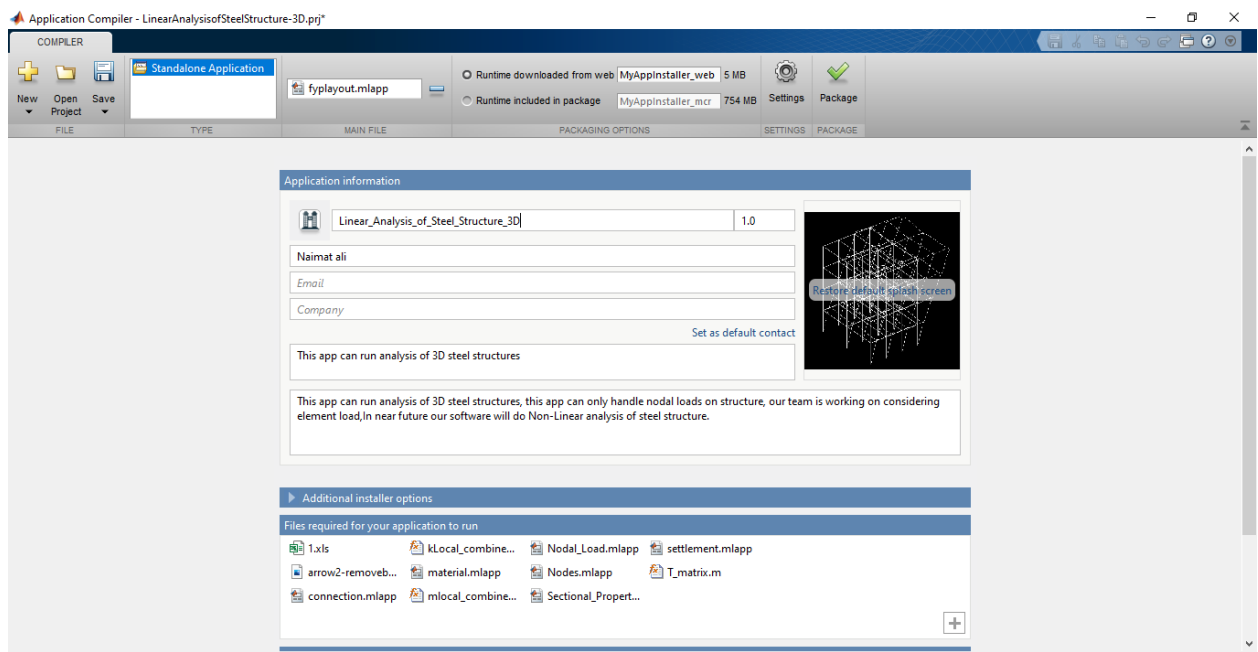 Application Compiler - LinearAnalysisofSteelStructure-3D.prj*
COMPILER
New
Open Project
Save
FILE
Standalone Application
TYPE
fyplayout.mlapp
MAIN FILE
Runtime downloaded from web MyAppInstaller_web 5 MB
Runtime included in package MyAppInstaller_mcr 754 MB
PACKAGING OPTIONS
Settings
SETTINGS
Package
PACKAGE
Application information
Linear_Analysis_of_Steel_Structure_3D 1.0
Naimat ali
Email
Company
Set as default contact
Restore default splash screen
This app can run analysis of 3D steel structures
This app can run analysis of 3D steel structures, this app can only handle nodal loads on structure, our team is working on considering
element load,In near future our software will do Non-Linear analysis of steel structure.
Additional installer options
Files required for your application to run
1.xls kLocal_combine... Nodal_Load.mlapp settlement.mlapp
arrow2-removeb... material.mlapp Nodes.mlapp T_matrix.m
connection.mlapp mlocal_combine... Sectional_Propert...